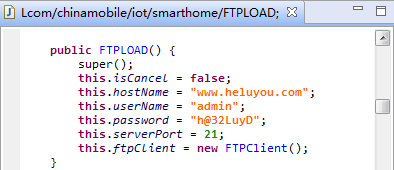 Lcom/chinamobile/iot/smarthome/FTPLOAD;
public FTPLOAD() {
super();
this.isCancel = false;
this.hostName = "www.heluyou.com";
this.userName = "admin";
this.password = "h@32LuyD";
this.serverPort = 21;
this.ftpClient = new FTPClient();
}